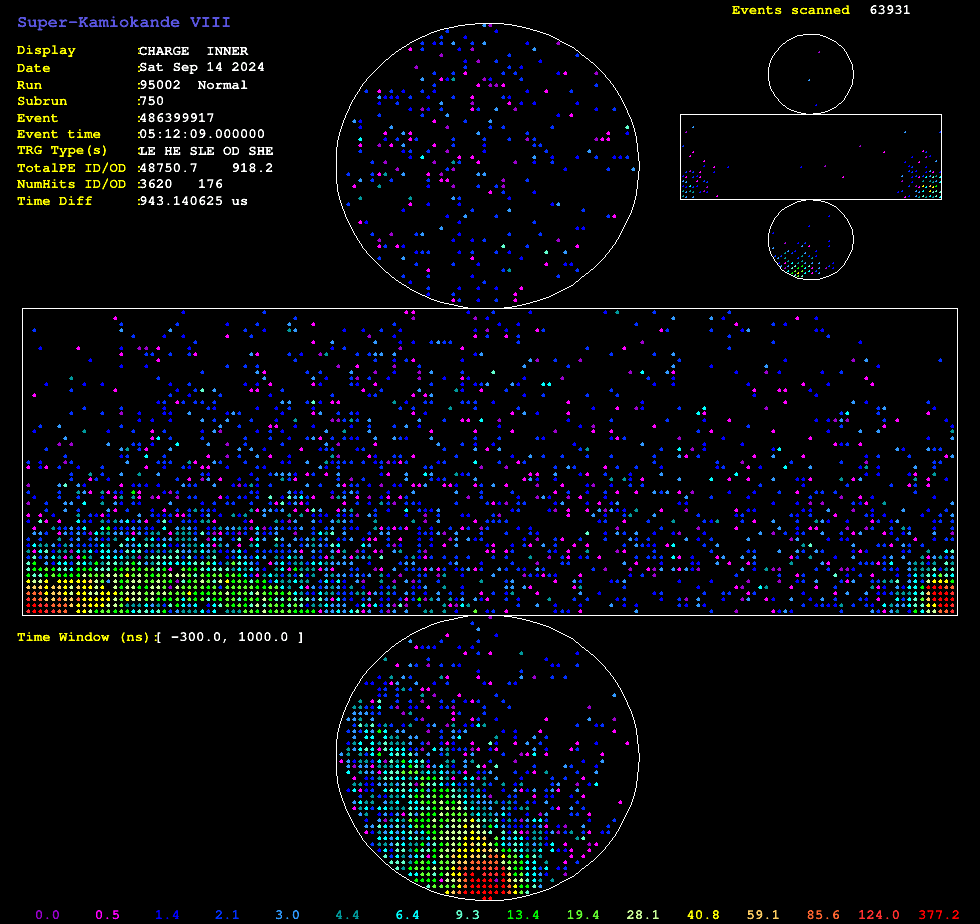 Super-Kamiokande VIII
Events scanned 63931
Display :CHARGE INNER
Date :Sat Sep 14 2024
Run :95002 Normal
Subrun :750
Event :486399917
Event time :05:12:09.000000
TRG Type(s) :LE HE SLE OD SHE
TotalPE ID/OD :48750.7 918.2
NumHits ID/OD :3620 176
Time Diff :943.140625 us
Time Window (ns):[ -300.0, 1000.0 ]
0.0 0.5 1.4 2.1 3.0 4.4 6.4 9.3 13.4 19.4 28.1 40.8 59.1 85.6 124.0 377.2